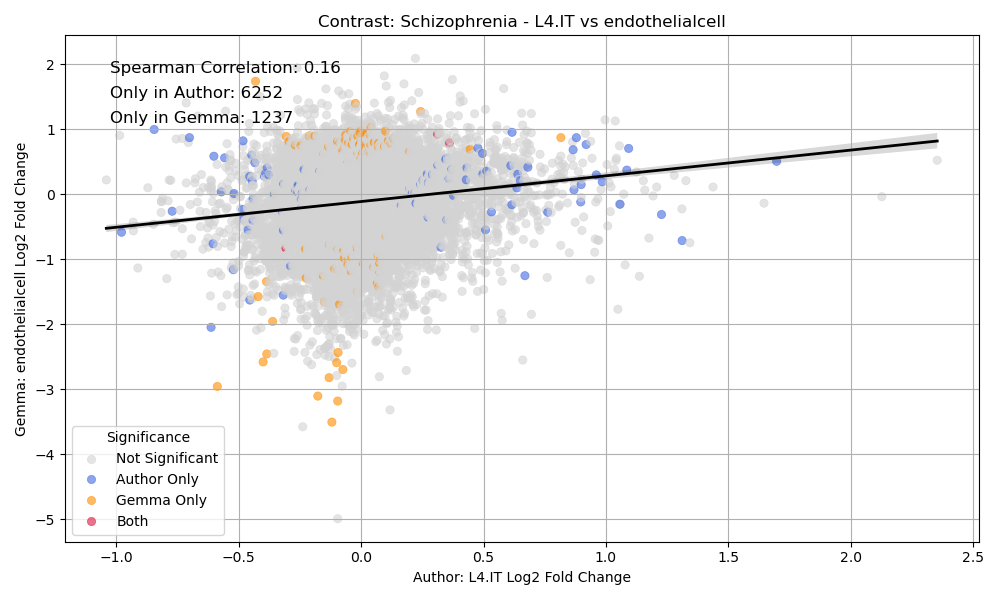 Contrast: Schizophrenia - L4.IT vs endothelialcell
Spearman Correlation: 0.16
Only in Author: 6252
Only in Gemma: 1237
Gemma: endothelialcell Log2 Fold Change
2
1
0
−1
−2
−3
−4
−5
Significance
Not Significant
Author Only
Gemma Only
Both
−1.0
−0.5
0.0
0.5
1.0
1.5
2.0
2.5
Author: L4.IT Log2 Fold Change